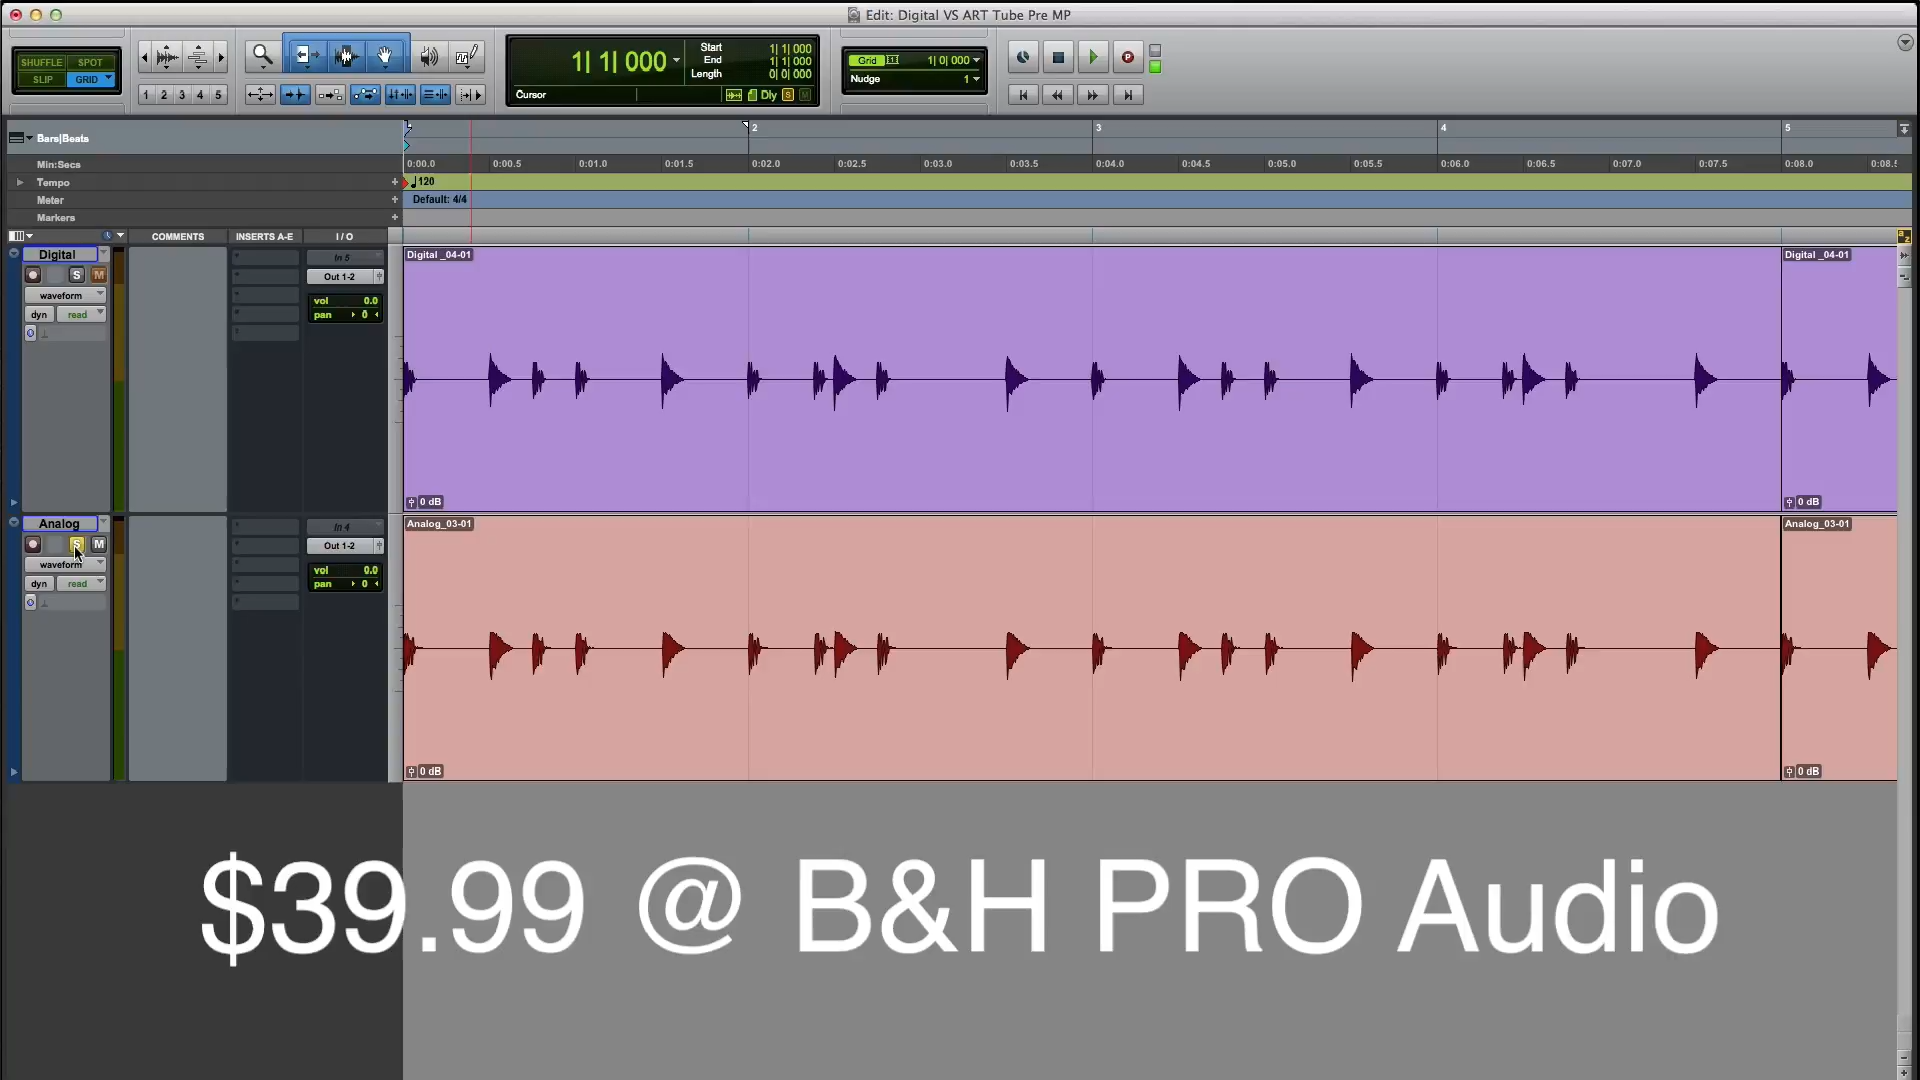 Edit: Digital VS ART Tube Pre MP
SHUFFLE SPOT
SLIP GRID
1 2 3 4 5
1| 1| 000
Start 1| 1| 000
End 1| 1| 000
Length 0| 0| 000
Cursor
Dly S M
Grid 1| 0| 000
Nudge 1
Bars|Beats
2 3 4 5
Min:Secs
0:00.0 0:00.5 0:01.0 0:01.5 0:02.0 0:02.5 0:03.0 0:03.5 0:04.0 0:04.5 0:05.0 0:05.5 0:06.0 0:06.5 0:07.0 0:07.5 0:08.0 0:08.5
Tempo + 120
Meter + Default: 4/4
Markers +
COMMENTS INSERTS A-E I / O
Digital
S M
waveform
dyn read
In 5
Out 1-2
vol 0.0
pan 0
Digital _04-01 Digital _04-01
0 dB 0 dB
Analog
S M
waveform
dyn read
In 4
Out 1-2
vol 0.0
pan 0
Analog_03-01 Analog_03-01
0 dB 0 dB
$39.99 @ B&H PRO Audio